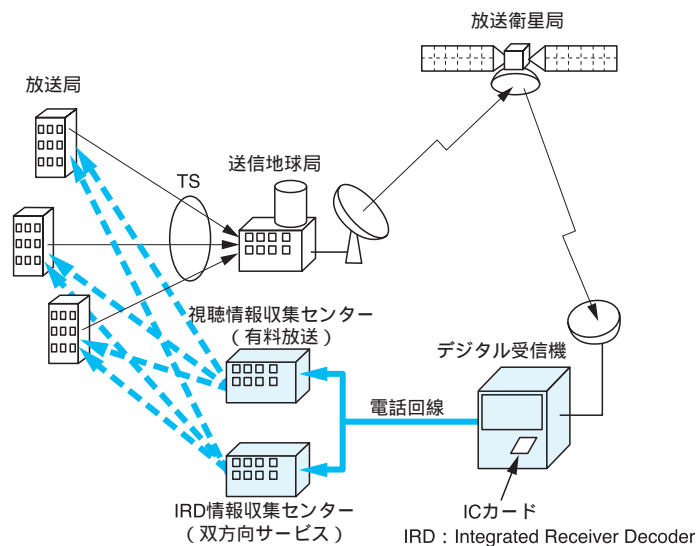 放送衛星局
放送局
送信地球局
TS
視聴情報収集センター
（有料放送）
デジタル受信機
電話回線
IRD情報収集センター
（双方向サービス）
ICカード
IRD：Integrated Receiver Decoder